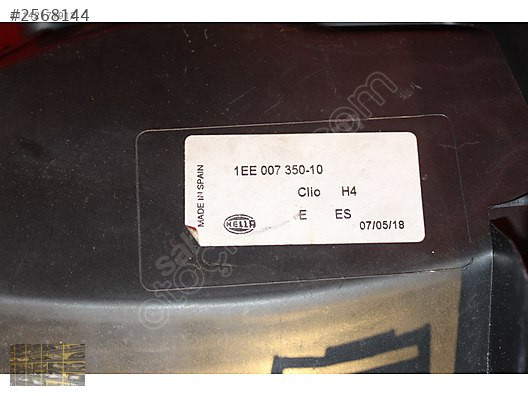 #2568144
MADE IN SPAIN
1EE 007 350-10
Clio H4
E ES
HELLA
07/05/18